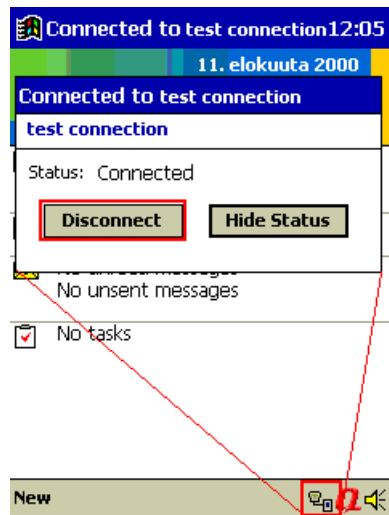 Connected to test connection 12:05
11. elokuuta 2000
Connected to test connection
test connection
Status: Connected
Disconnect Hide Status
No unsent messages
No tasks
New